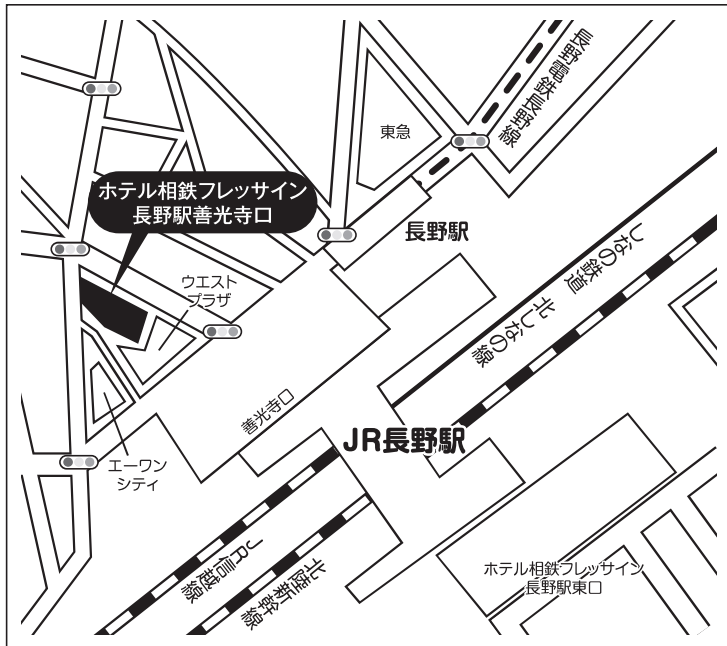 長野電鉄長野線
東急
ホテル相鉄フレッサイン
長野駅善光寺口
長野駅
ウエスト
プラザ
しなの鉄道
北しなの線
善光寺口
JR長野駅
エーワン
シティ
JR信越線
北陸新幹線
ホテル相鉄フレッサイン
長野駅東口